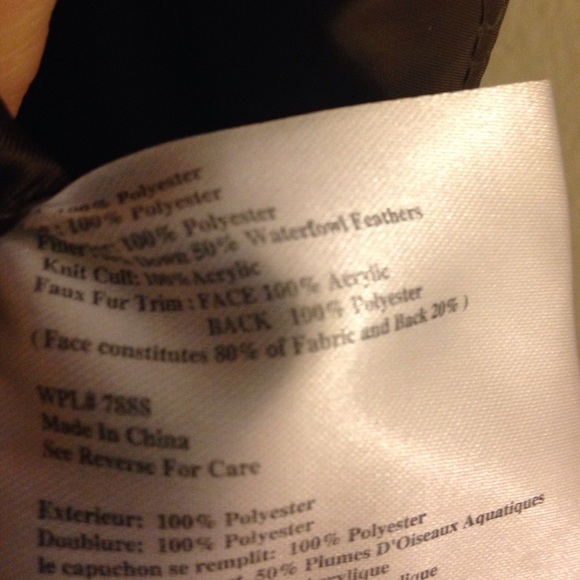 100% Polyester
: 100% Polyester
100% Polyester
Down 50% Waterfowl Feathers
Knit Cuff: 100% Acrylic
Faux Fur Trim : FACE 100% Acrylic
BACK 100% Polyester
( Face constitutes 80% of Fabric and Back 20% )
WPL# 7888
Made In China
See Reverse For Care
Exterieur: 100% Polyester
Doublure: 100% Polyester
le capuchon se remplit: 100% Polyester
50% Plumes D'Oiseaux Aquatiques